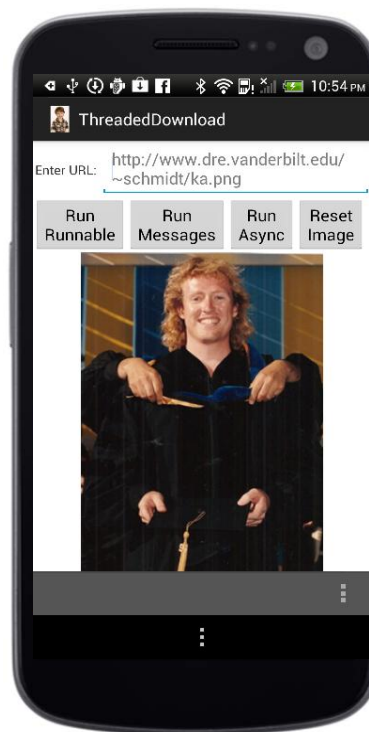 10:54 PM
ThreadedDownload
Enter URL:
http://www.dre.vanderbilt.edu/
~schmidt/ka.png
Run
Runnable
Run
Messages
Run
Async
Reset
Image